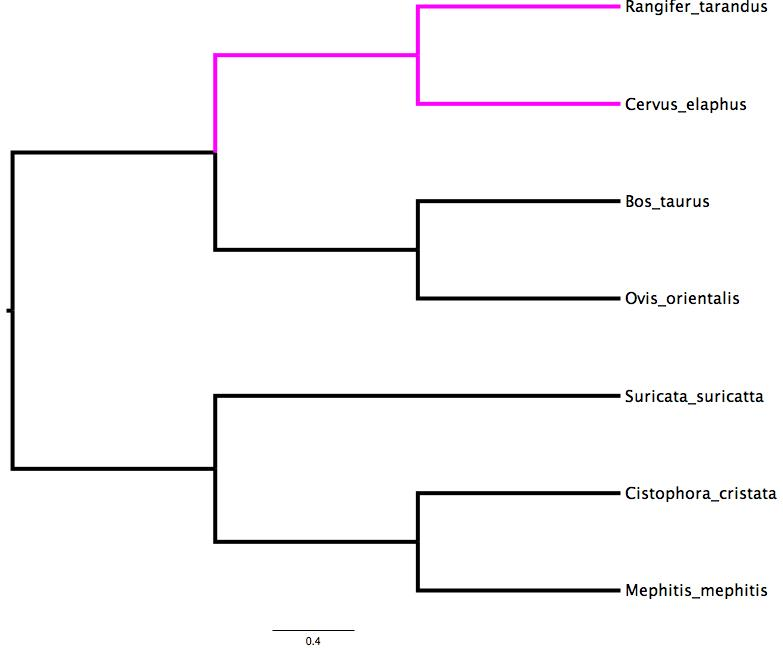 Rangifer_tarandus
Cervus_elaphus
Bos_taurus
Ovis_orientalis
Suricata_suricatta
Cistophora_cristata
Mephitis_mephitis
0.4